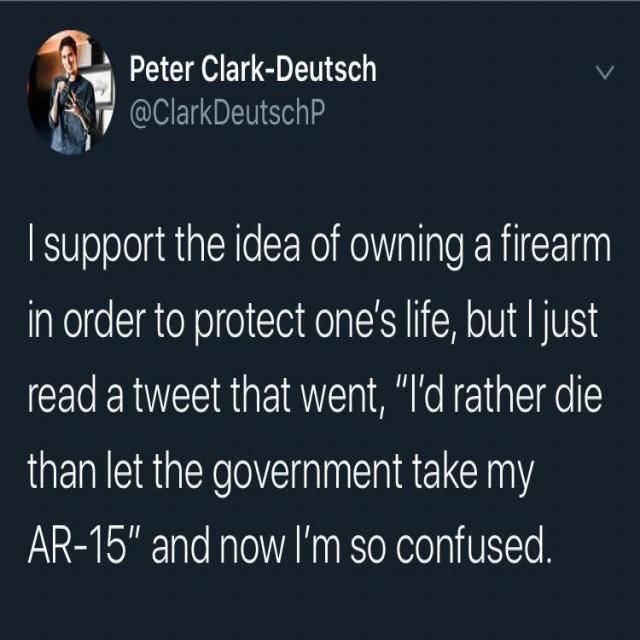 Peter Clark-Deutsch
@ClarkDeutschP
I support the idea of owning a firearm
in order to protect one's life, but I just
read a tweet that went, "I'd rather die
than let the government take my
AR-15" and now I'm so confused.